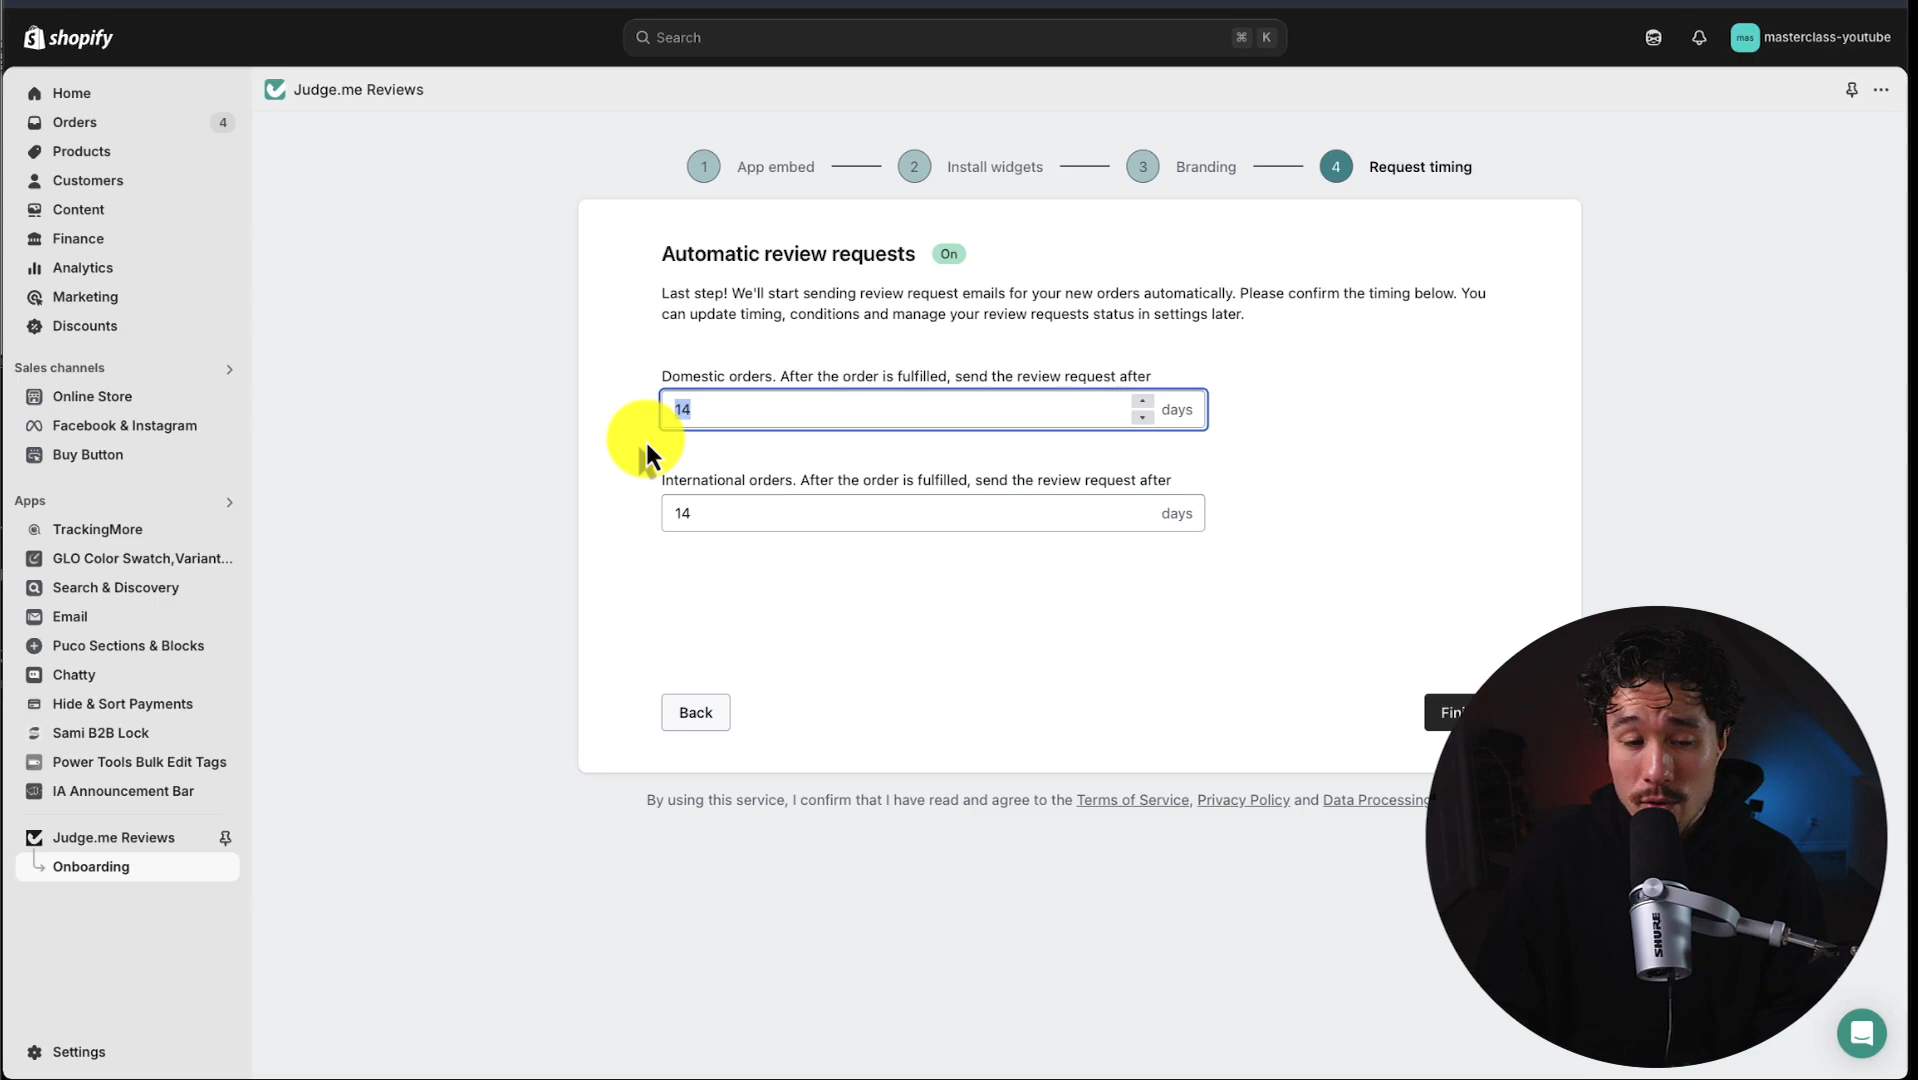 shopify
Search
⌘ K
mas
masterclass-youtube
Home
Orders
4
Products
Customers
Content
Finance
Analytics
Marketing
Discounts
Sales channels
Online Store
Facebook & Instagram
Buy Button
Apps
TrackingMore
GLO Color Swatch,Variant...
Search & Discovery
Email
Puco Sections & Blocks
Chatty
Hide & Sort Payments
Sami B2B Lock
Power Tools Bulk Edit Tags
IA Announcement Bar
Judge.me Reviews
Onboarding
Settings
Judge.me Reviews
1 App embed
2 Install widgets
3 Branding
4 Request timing
Automatic review requests On
Last step! We'll start sending review request emails for your new orders automatically. Please confirm the timing below. You
can update timing, conditions and manage your review requests status in settings later.
Domestic orders. After the order is fulfilled, send the review request after
14 days
International orders. After the order is fulfilled, send the review request after
14 days
Back
Fini
By using this service, I confirm that I have read and agree to the Terms of Service, Privacy Policy and Data Processing
SHURE